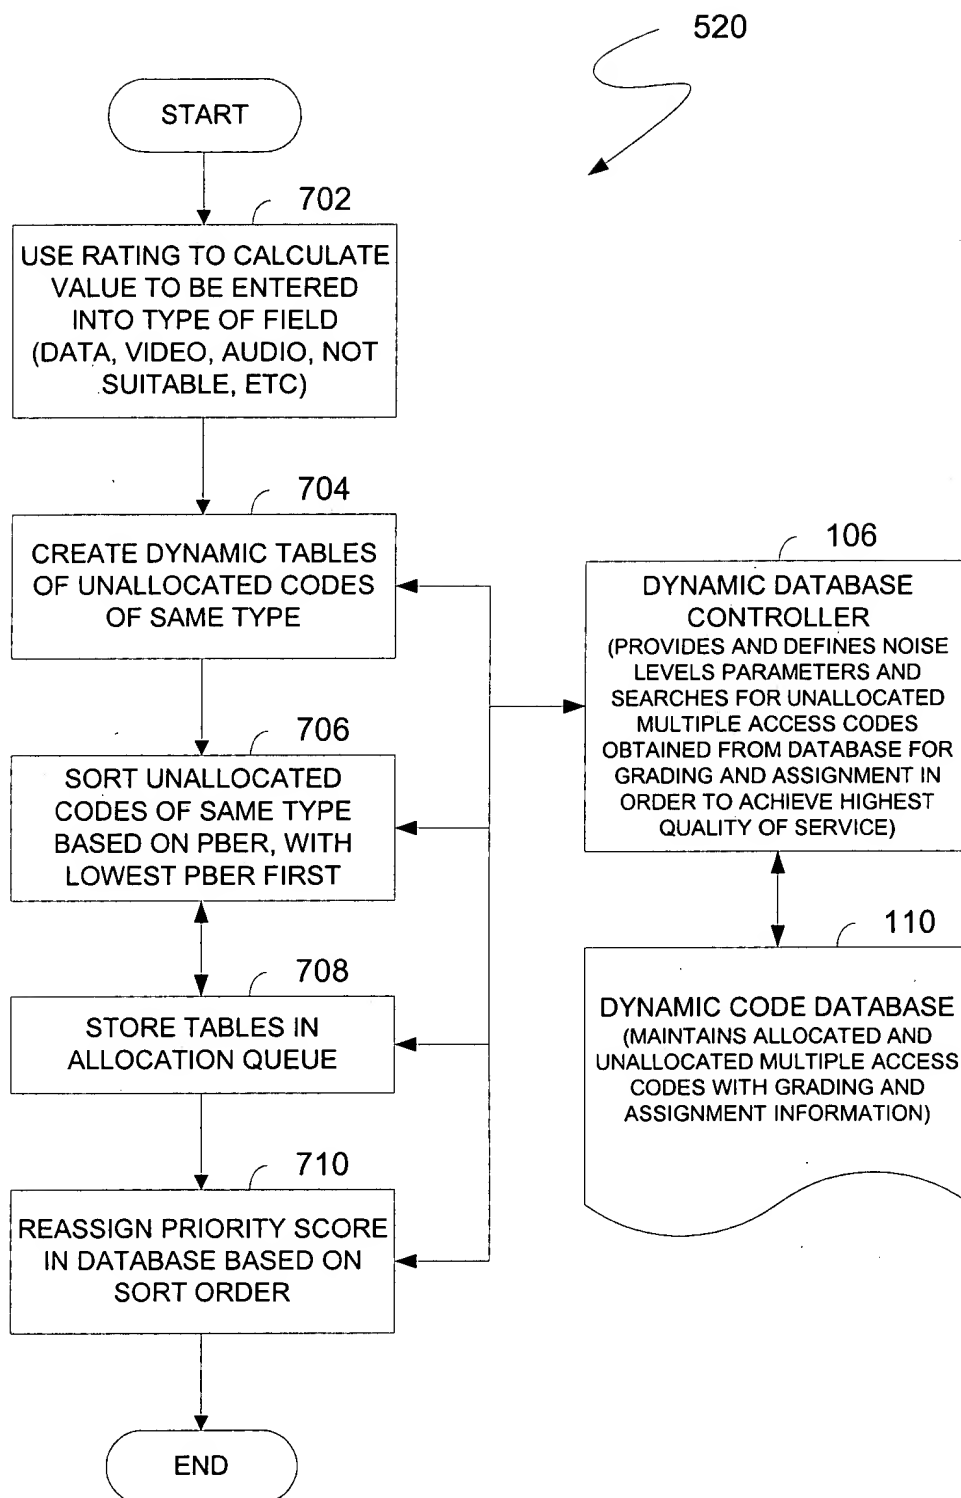 520
START
702
USE RATING TO CALCULATE
VALUE TO BE ENTERED
INTO TYPE OF FIELD
(DATA, VIDEO, AUDIO, NOT
SUITABLE, ETC)
704
CREATE DYNAMIC TABLES
OF UNALLOCATED CODES
OF SAME TYPE
706
SORT UNALLOCATED
CODES OF SAME TYPE
BASED ON PBER, WITH
LOWEST PBER FIRST
708
STORE TABLES IN
ALLOCATION QUEUE
710
REASSIGN PRIORITY SCORE
IN DATABASE BASED ON
SORT ORDER
END
106
DYNAMIC DATABASE
CONTROLLER
(PROVIDES AND DEFINES NOISE
LEVELS PARAMETERS AND
SEARCHES FOR UNALLOCATED
MULTIPLE ACCESS CODES
OBTAINED FROM DATABASE FOR
GRADING AND ASSIGNMENT IN
ORDER TO ACHIEVE HIGHEST
QUALITY OF SERVICE)
110
DYNAMIC CODE DATABASE
(MAINTAINS ALLOCATED AND
UNALLOCATED MULTIPLE ACCESS
CODES WITH GRADING AND
ASSIGNMENT INFORMATION)